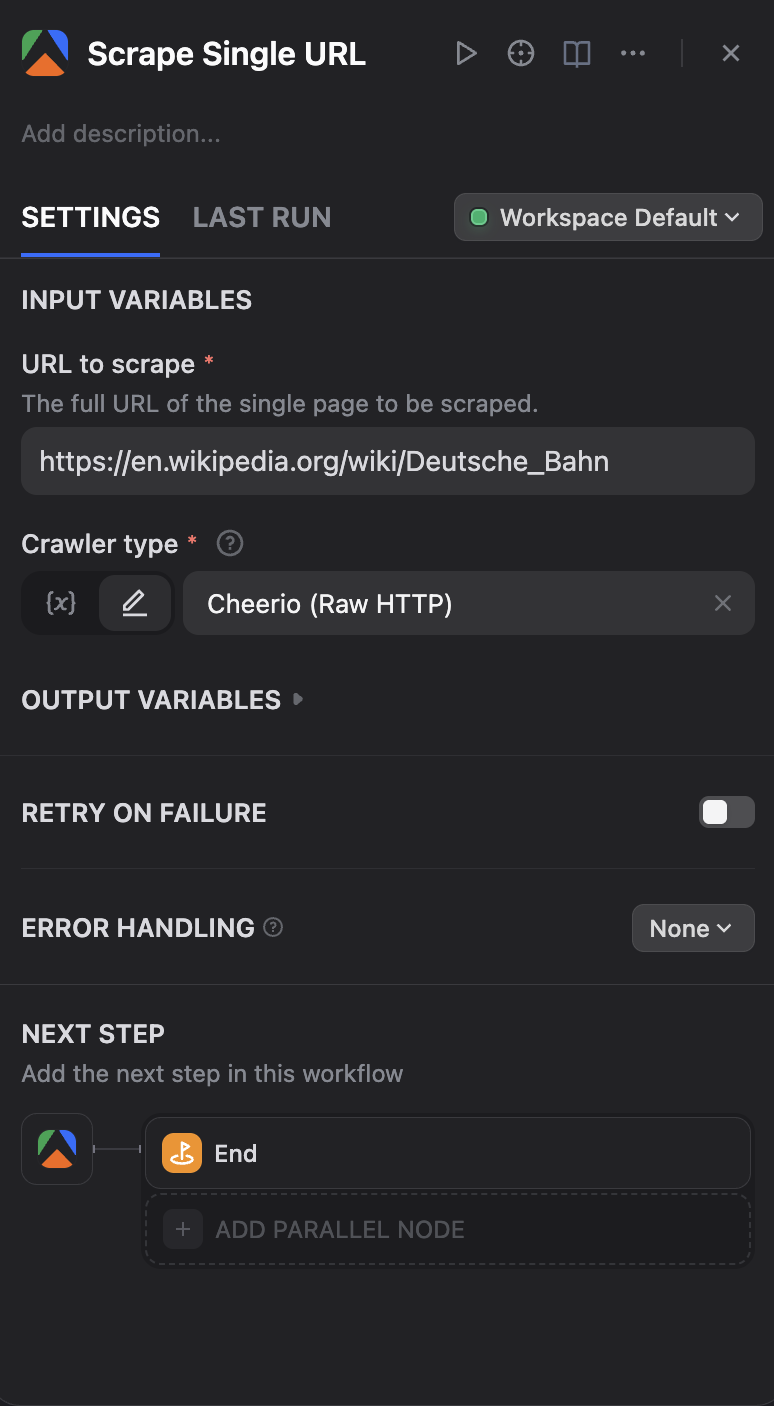 Scrape Single URL
Add description...
SETTINGS LAST RUN Workspace Default
INPUT VARIABLES
URL to scrape *
The full URL of the single page to be scraped.
https://en.wikipedia.org/wiki/Deutsche_Bahn
Crawler type * ?
{x} Cheerio (Raw HTTP)
OUTPUT VARIABLES
RETRY ON FAILURE
ERROR HANDLING ? None
NEXT STEP
Add the next step in this workflow
End
+ ADD PARALLEL NODE